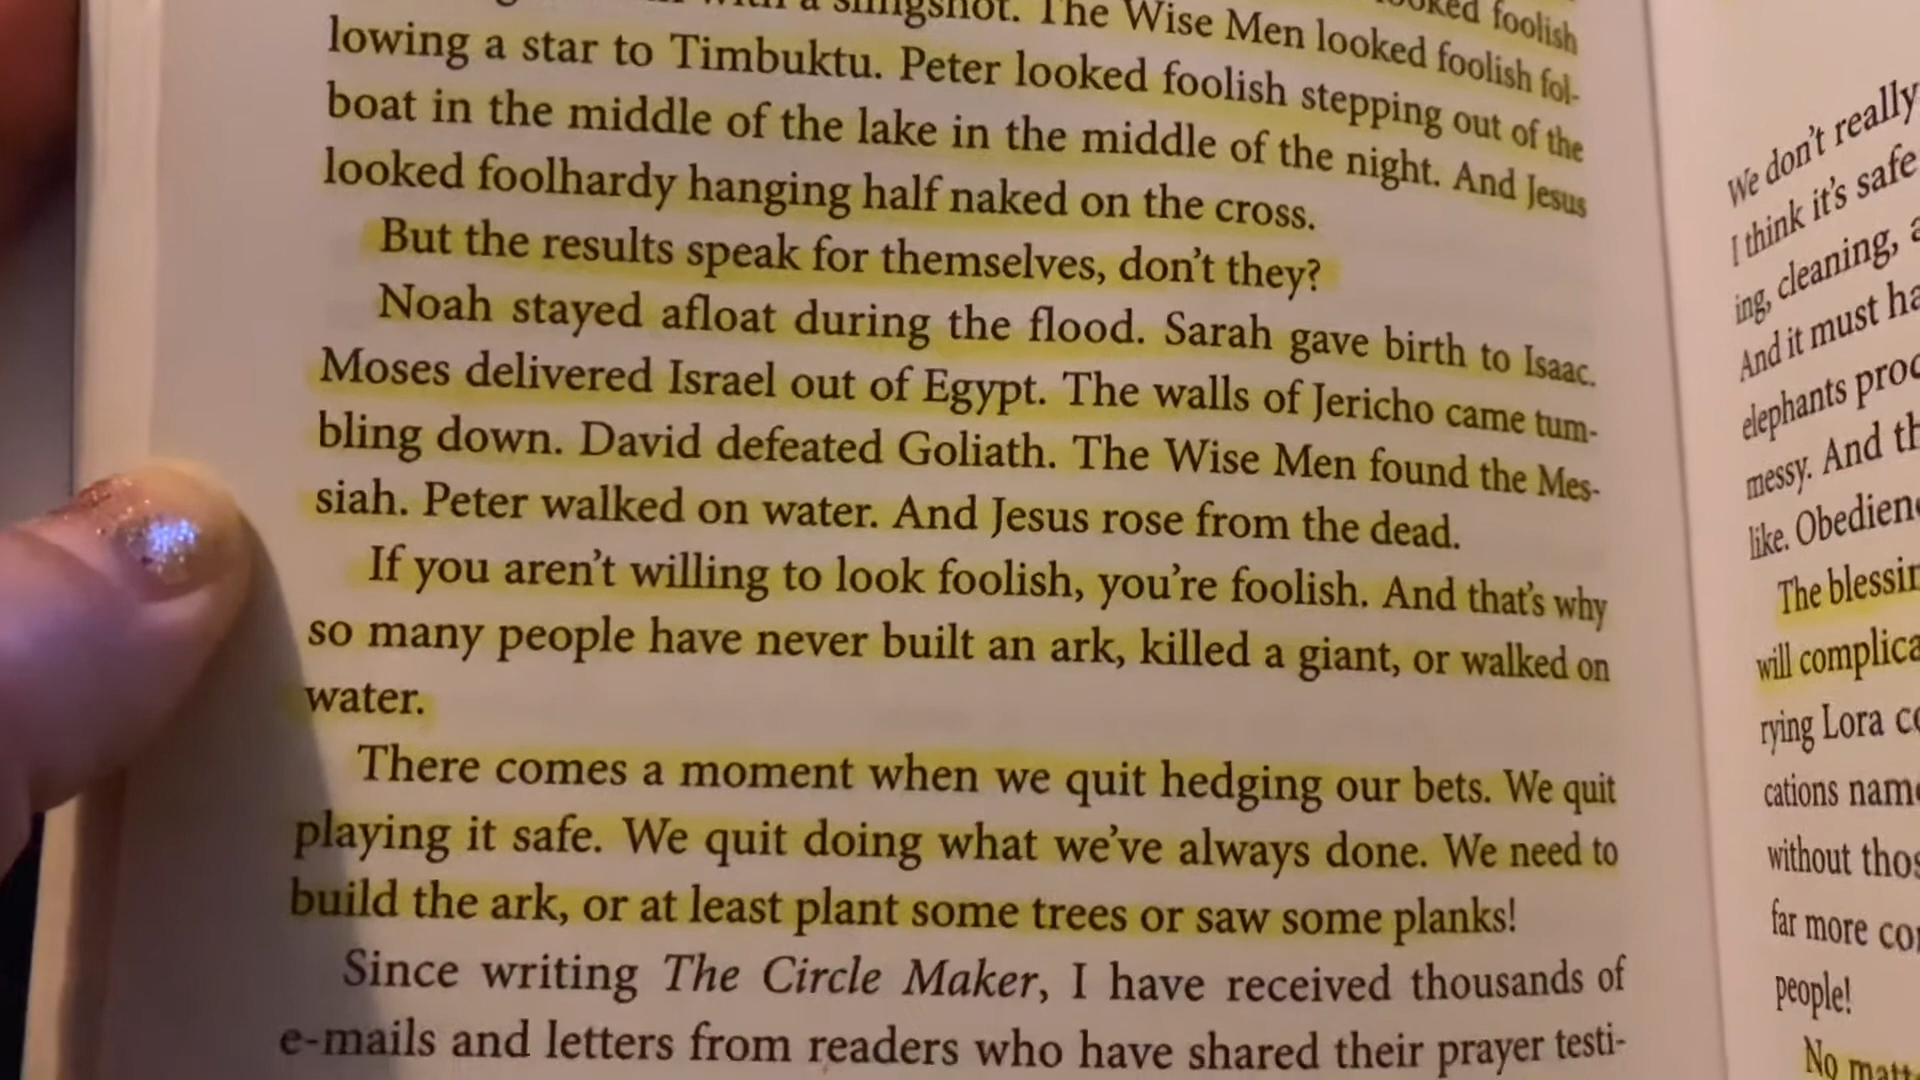 with a slingshot. The Wise Men looked foolish fol-
lowing a star to Timbuktu. Peter looked foolish stepping out of the
boat in the middle of the lake in the middle of the night. And Jesus
looked foolhardy hanging half naked on the cross.
But the results speak for themselves, don't they?
Noah stayed afloat during the flood. Sarah gave birth to Isaac.
Moses delivered Israel out of Egypt. The walls of Jericho came tum-
bling down. David defeated Goliath. The Wise Men found the Mes-
siah. Peter walked on water. And Jesus rose from the dead.
If you aren't willing to look foolish, you're foolish. And that's why
so many people have never built an ark, killed a giant, or walked on
water.
There comes a moment when we quit hedging our bets. We quit
playing it safe. We quit doing what we've always done. We need to
build the ark, or at least plant some trees or saw some planks!
Since writing The Circle Maker, I have received thousands of
e-mails and letters from readers who have shared their prayer testi-
We don't really
I think it's safe
ing, cleaning,
And it must
elephants
messy. And
like.
The
will
rying Lora
cations
without
far more
people!
No